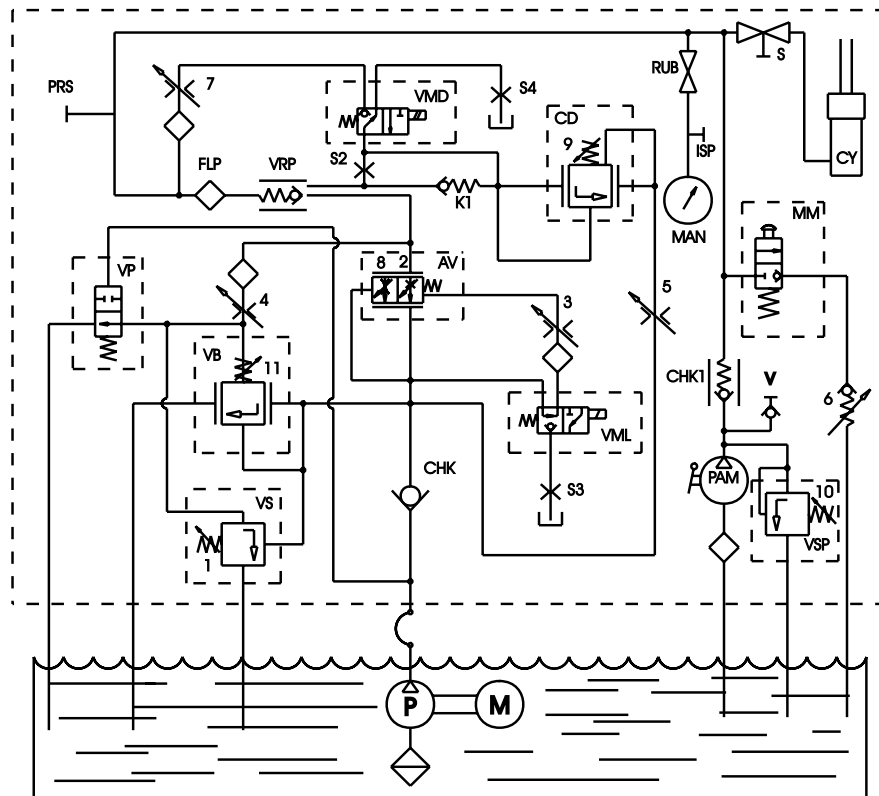 S
PRS
7
VMD
S4
RUB
CD
9
ISP
CY
FLP
VRP
S2
K1
MAN
MM
VP
8 2
AV
4
3
5
VB
11
CHK1
V
6
VML
CHK
PAM
S3
VS
10
1
VSP
P
M